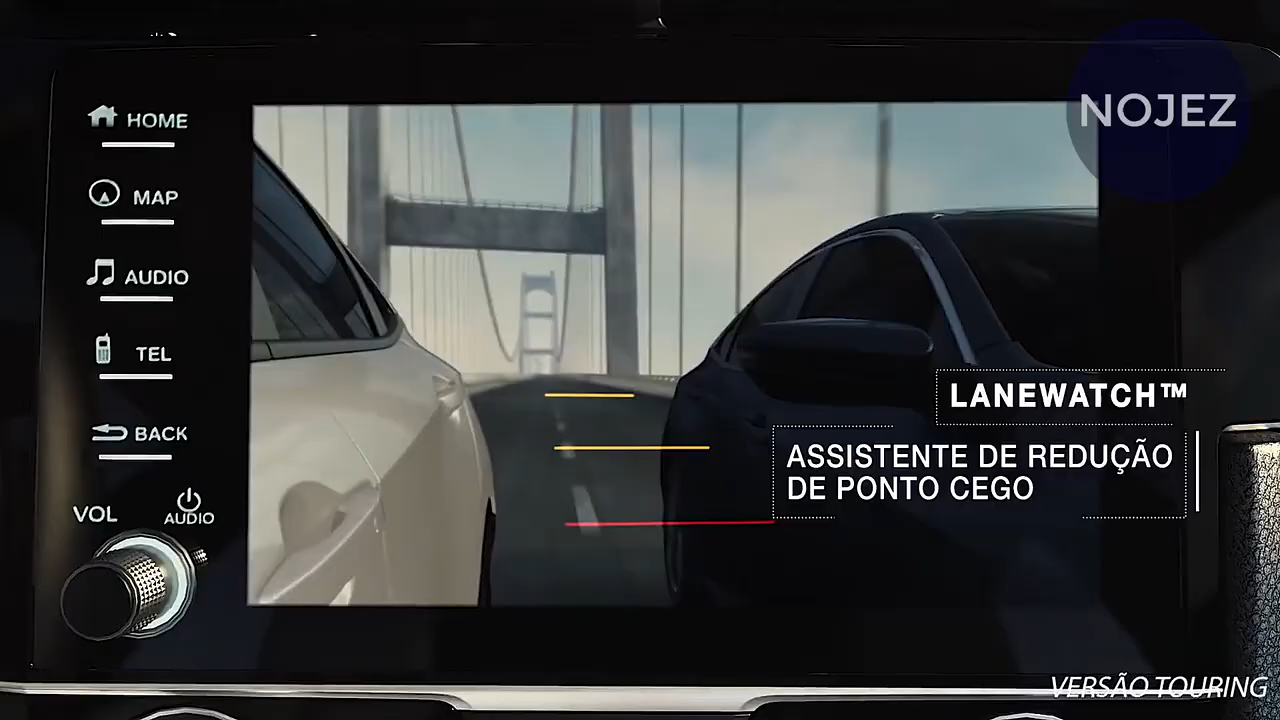 NOJEZ
HOME
MAP
AUDIO
TEL
BACK
VOL
AUDIO
LANEWATCH™
ASSISTENTE DE REDUÇÃO
DE PONTO CEGO
VERSÃO TOURING